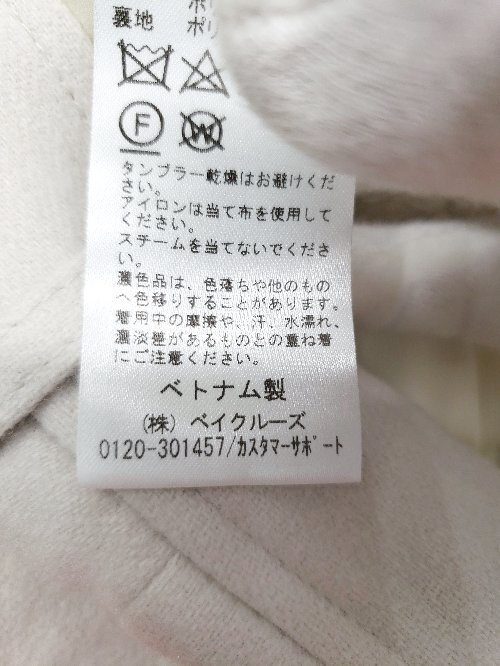 ポリ
裏地 ポリ
F W
タンブラー乾燥はお避けくだ
さい。
アイロンは当て布を使用して
ください。
スチームを当てないでくださ
い。
濃色品は、色落ちや他のもの
へ色移りすることがあります。
着用中の摩擦や、汗、水濡れ、
濃淡差があるものとの重ね着
にご注意ください。
ベトナム製
(株) ベイクルーズ
0120-301457/カスタマーサポート